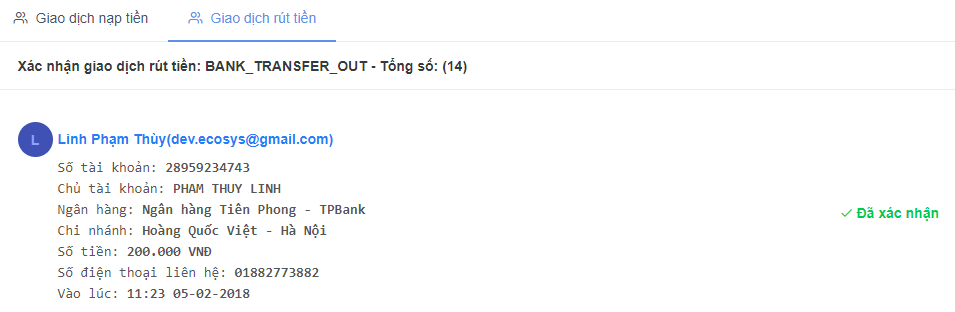 Giao dịch nạp tiền
Giao dịch rút tiền
Xác nhận giao dịch rút tiền: BANK_TRANSFER_OUT - Tổng số: (14)
L
Linh Phạm Thùy(dev.ecosys@gmail.com)
Số tài khoản: 28959234743
Chủ tài khoản: PHAM THUY LINH
Ngân hàng: Ngân hàng Tiên Phong - TPBank
Chi nhánh: Hoàng Quốc Việt - Hà Nội
Số tiền: 200.000 VNĐ
Số điện thoại liên hệ: 01882773882
Vào lúc: 11:23 05-02-2018
Đã xác nhận